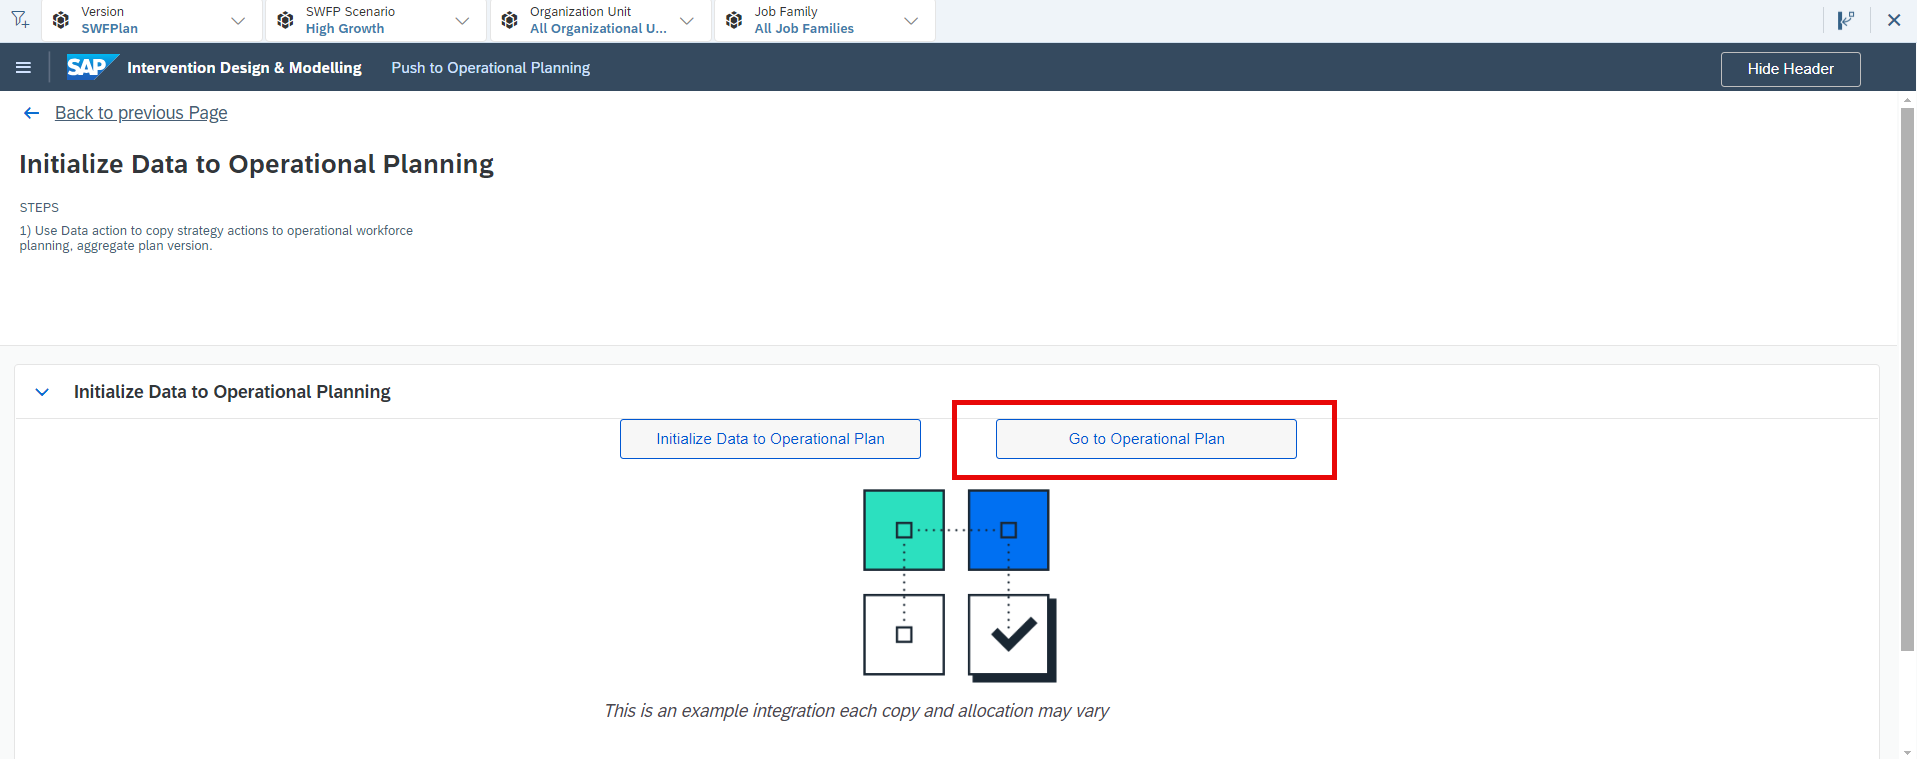 Version
SWFPlan
SWFP Scenario
High Growth
Organization Unit
All Organizational U...
Job Family
All Job Families
SAP
Intervention Design & Modelling
Push to Operational Planning
Hide Header
Back to previous Page
Initialize Data to Operational Planning
STEPS
1) Use Data action to copy strategy actions to operational workforce
planning, aggregate plan version.
Initialize Data to Operational Planning
Initialize Data to Operational Plan
Go to Operational Plan
This is an example integration each copy and allocation may vary